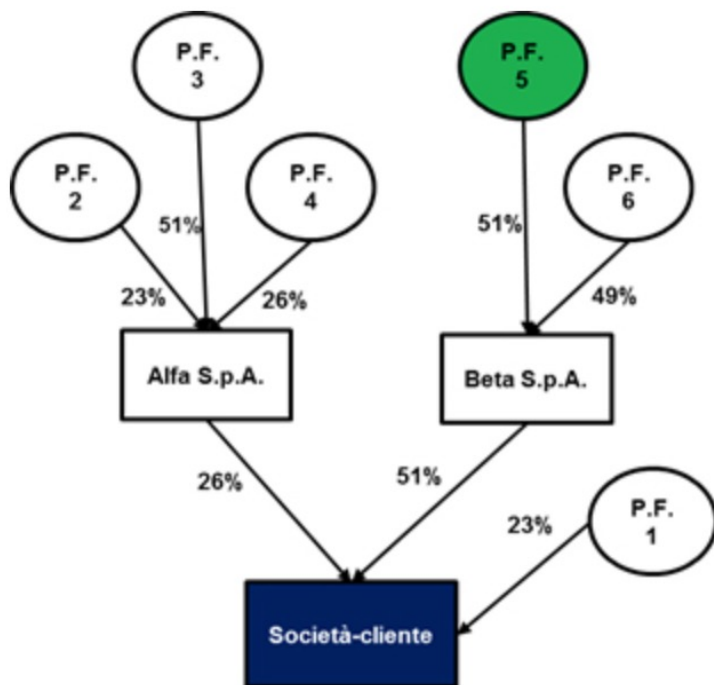 P.F.
3
P.F.
5
P.F.
2
P.F.
4
P.F.
6
51%
51%
23%
26%
49%
Alfa S.p.A.
Beta S.p.A.
26%
51%
P.F.
1
23%
Società-cliente